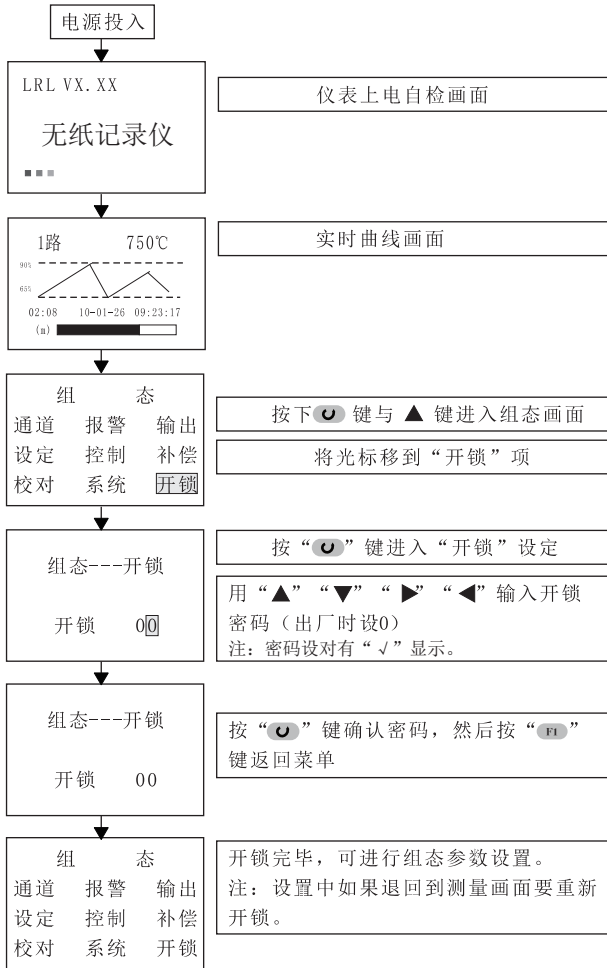 电源投入
LRL VX.XX
无纸记录仪
仪表上电自检画面
1路 750℃
90%
65%
02:08 10-01-26 09:23:17
(m)
实时曲线画面
组 态
通道 报警 输出
设定 控制 补偿
校对 系统 开锁
按下 键与 ▲ 键进入组态画面
将光标移到“开锁”项
组态---开锁
开锁 00
按“ ”键进入“开锁”设定
用“▲”“▼”“▶”“◀”输入开锁
密码（出厂时设0）
注：密码设对有“√”显示。
组态---开锁
开锁 00
按“ ”键确认密码，然后按“F1”
键返回菜单
组 态
通道 报警 输出
设定 控制 补偿
校对 系统 开锁
开锁完毕，可进行组态参数设置。
注：设置中如果退回到测量画面要重新
开锁。